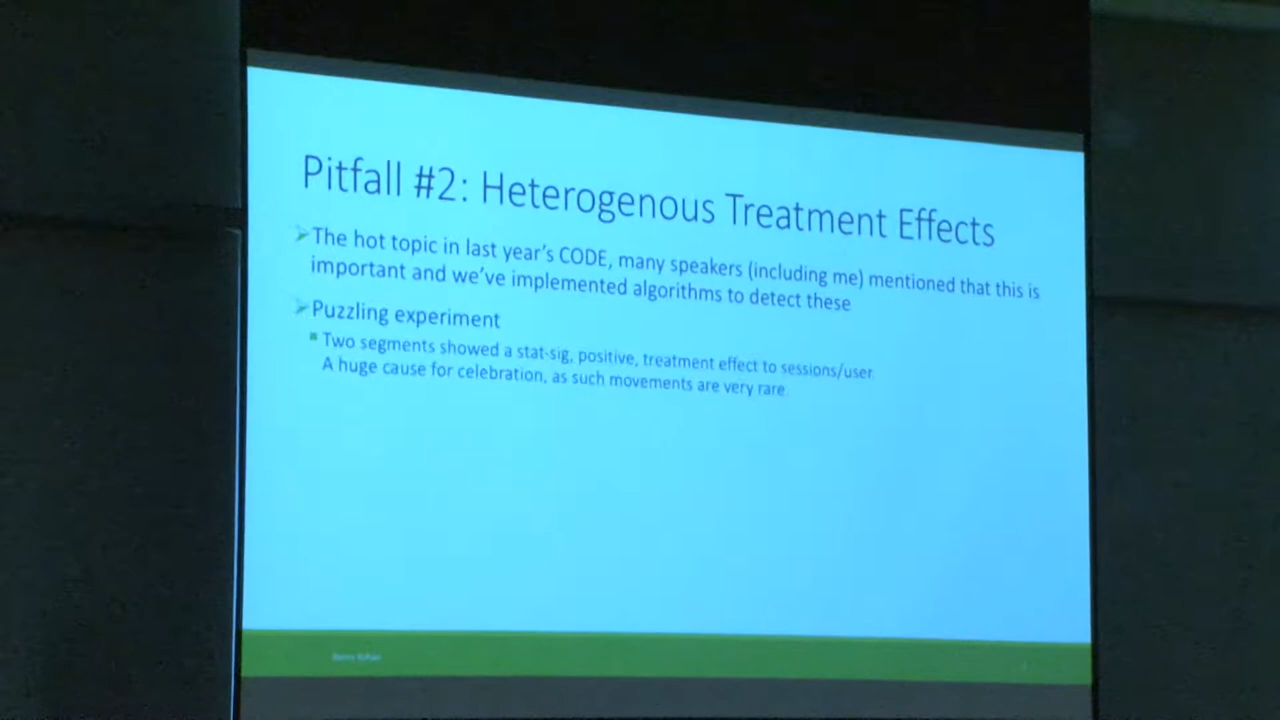 Pitfall #2: Heterogenous Treatment Effects
The hot topic in last year's CODE, many speakers (including me) mentioned that this is
important and we've implemented algorithms to detect these
Puzzling experiment
Two segments showed a stat-sig, positive, treatment effect to sessions/user.
A huge cause for celebration, as such movements are very rare.